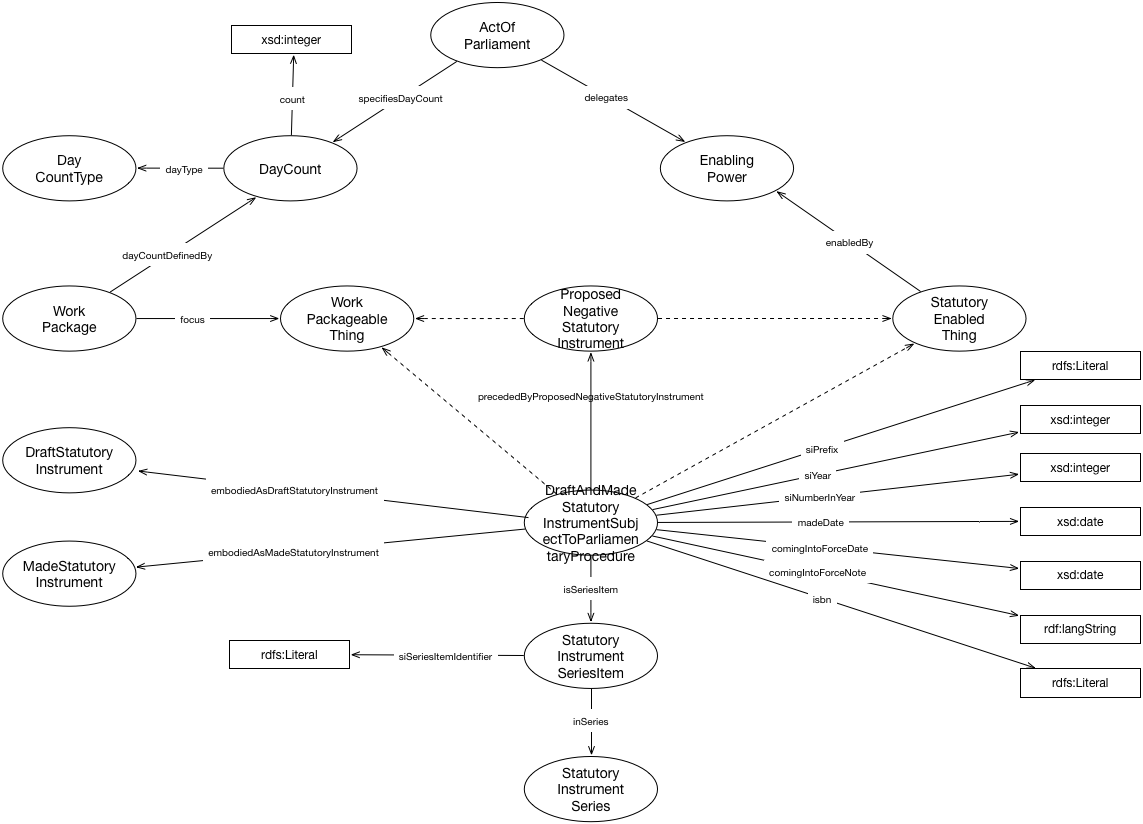 ActOf
Parliament
xsd:integer
count
specifiesDayCount
delegates
Day
CountType
dayType
DayCount
Enabling
Power
dayCountDefinedBy
enabledBy
Work
Package
focus
Work
Packageable
Thing
Proposed
Negative
Statutory
Instrument
Statutory
Enabled
Thing
rdfs:Literal
precededByProposedNegativeStatutoryInstrument
xsd:integer
siPrefix
DraftStatutory
Instrument
siYear
xsd:integer
embodiedAsDraftStatutoryInstrument
DraftAndMade
Statutory
InstrumentSubj
ectToParliamen
taryProcedure
siNumberInYear
madeDate
xsd:date
embodiedAsMadeStatutoryInstrument
comingIntoForceDate
MadeStatutory
Instrument
comingIntoForceNote
xsd:date
isSeriesItem
isbn
rdf:langString
rdfs:Literal
siSeriesItemIdentifier
Statutory
Instrument
SeriesItem
rdfs:Literal
inSeries
Statutory
Instrument
Series